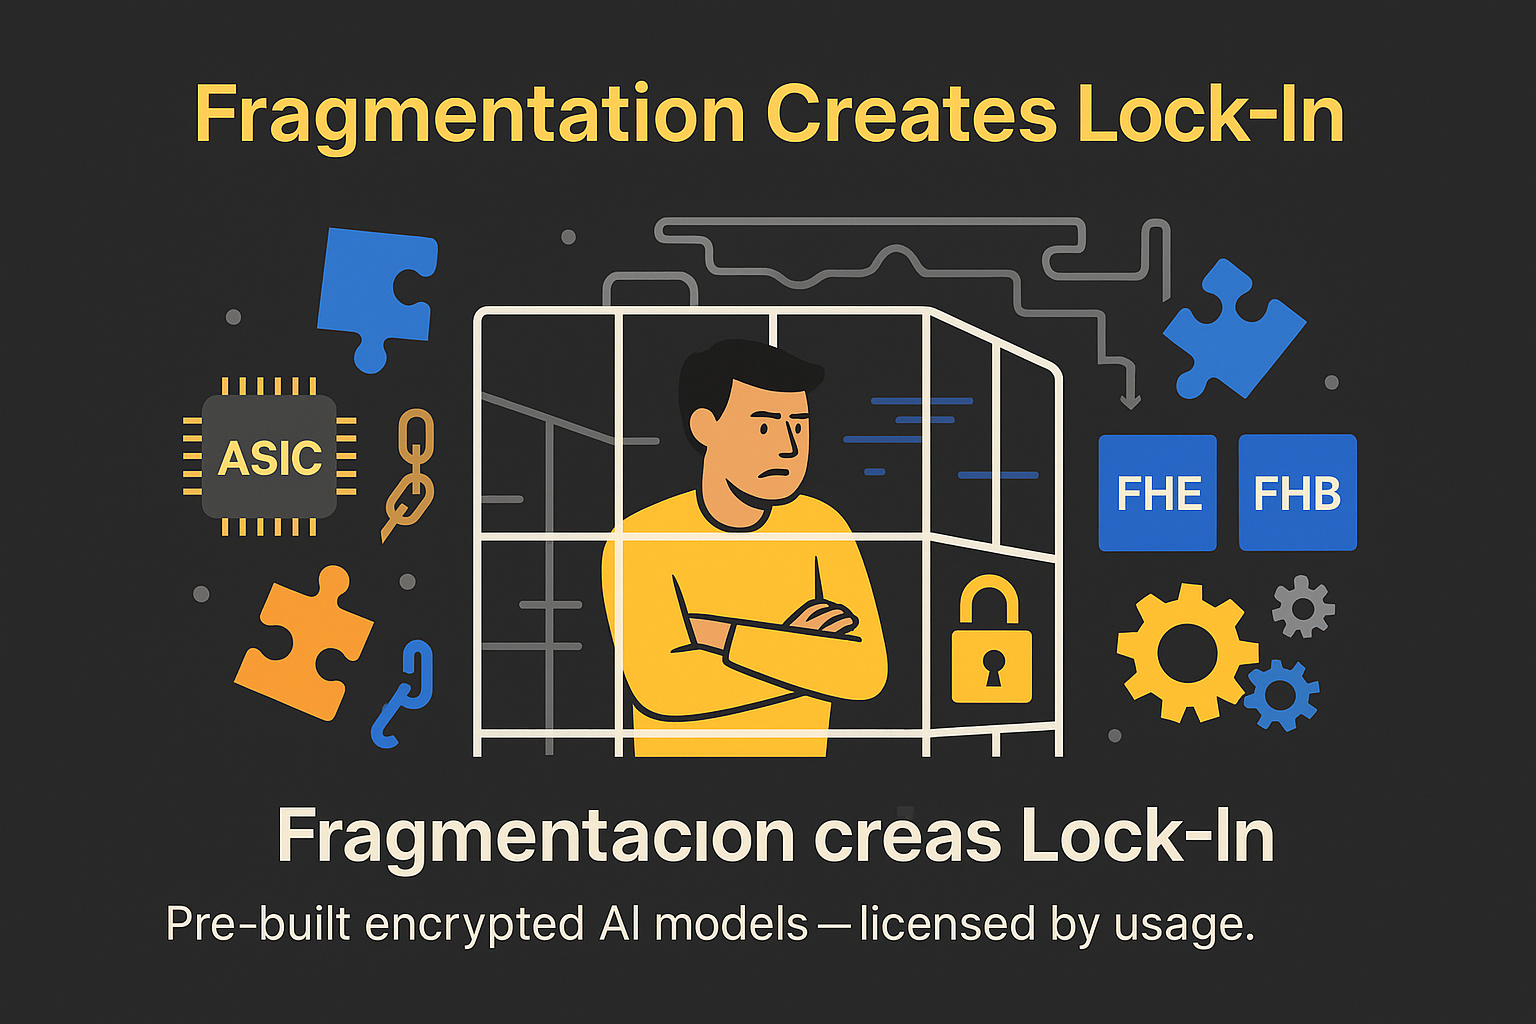 Fragmentation Creates Lock-In
ASIC
FHE
FHB
Fragmentacıon creas Lock-In
Pre-built encrypted AI models — licensed by usage.